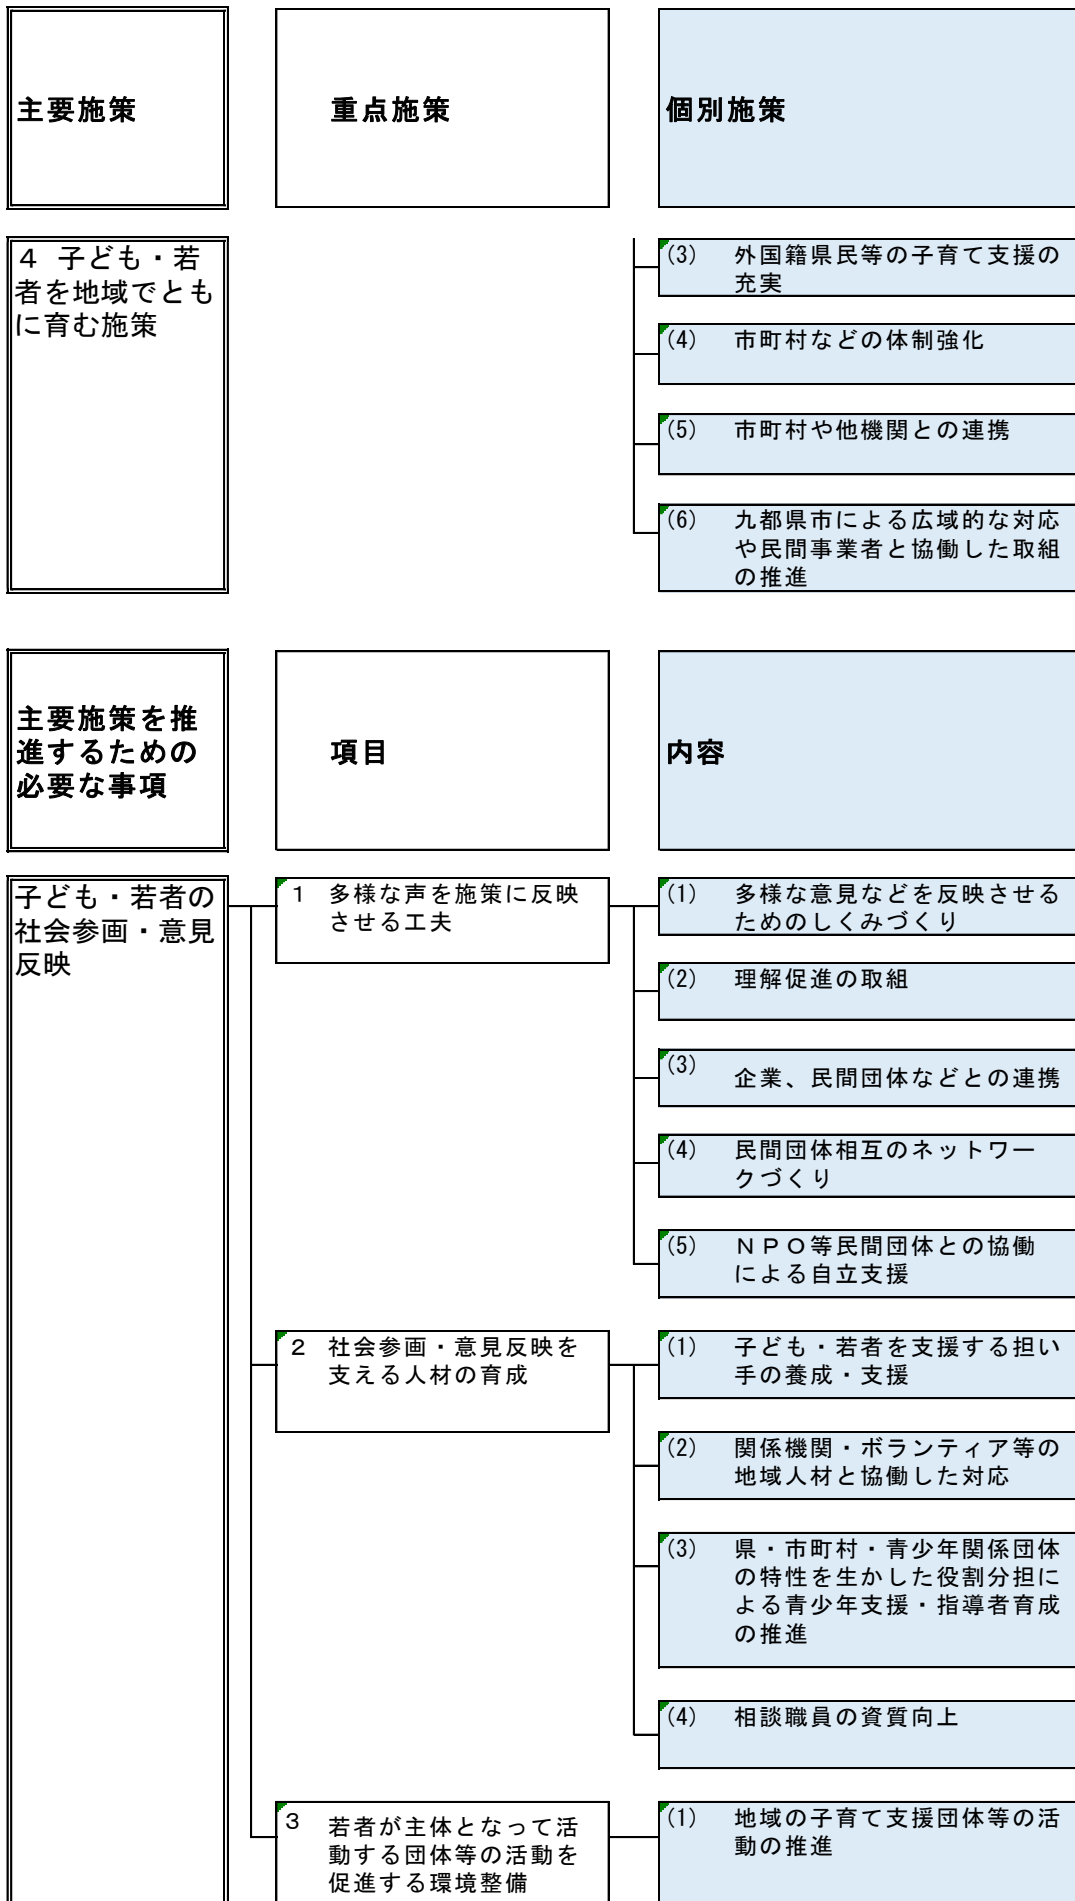 主要施策
重点施策
個別施策
４ 子ども・若
者を地域でとも
に育む施策
(3) 外国籍県民等の子育て支援の
充実
(4) 市町村などの体制強化
(5) 市町村や他機関との連携
(6) 九都県市による広域的な対応
や民間事業者と協働した取組
の推進
主要施策を推
進するための
必要な事項
項目
内容
子ども・若者の
社会参画・意見
反映
１ 多様な声を施策に反映
させる工夫
(1) 多様な意見などを反映させる
ためのしくみづくり
(2) 理解促進の取組
(3) 企業、民間団体などとの連携
(4) 民間団体相互のネットワー
クづくり
(5) ＮＰＯ等民間団体との協働
による自立支援
２ 社会参画・意見反映を
支える人材の育成
(1) 子ども・若者を支援する担い
手の養成・支援
(2) 関係機関・ボランティア等の
地域人材と協働した対応
(3) 県・市町村・青少年関係団体
の特性を生かした役割分担に
よる青少年支援・指導者育成
の推進
(4) 相談職員の資質向上
３ 若者が主体となって活
動する団体等の活動を
促進する環境整備
(1) 地域の子育て支援団体等の活
動の推進